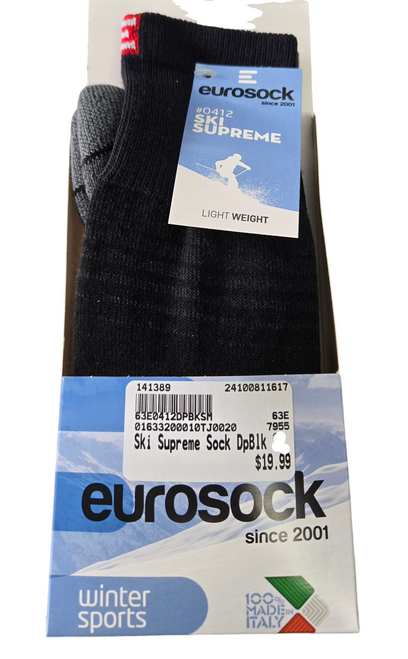 eurosock
since 2001
#0412
SKI
SUPREME
LIGHT WEIGHT
141389 24100811617
63E0412DPBKSM 63E
01633200010TJ0020 7955
Ski Supreme Sock DpBlk
$19.99
eurosock
since 2001
winter
sports
100%
MADE IN
ITALY